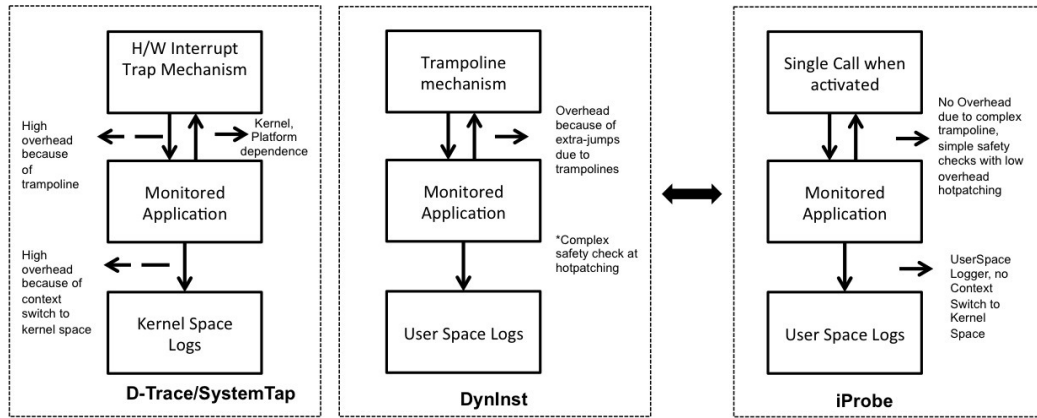 H/W Interrupt
Trap Mechanism
High
overhead
because
of
trampoline
Kernel,
Platform
dependence
Monitored
Application
High
overhead
because of
context
switch to
kernel space
Kernel Space
Logs
D-Trace/SystemTap
Trampoline
mechanism
Overhead
because of
extra-jumps
due to
trampolines
Monitored
Application
*Complex
safety check at
hotpatching
User Space Logs
DynInst
Single Call when
activated
No Overhead
due to complex
trampoline,
simple safety
checks with low
overhead
hotpatching
Monitored
Application
UserSpace
Logger, no
Context
Switch to
Kernel
Space
User Space Logs
iProbe